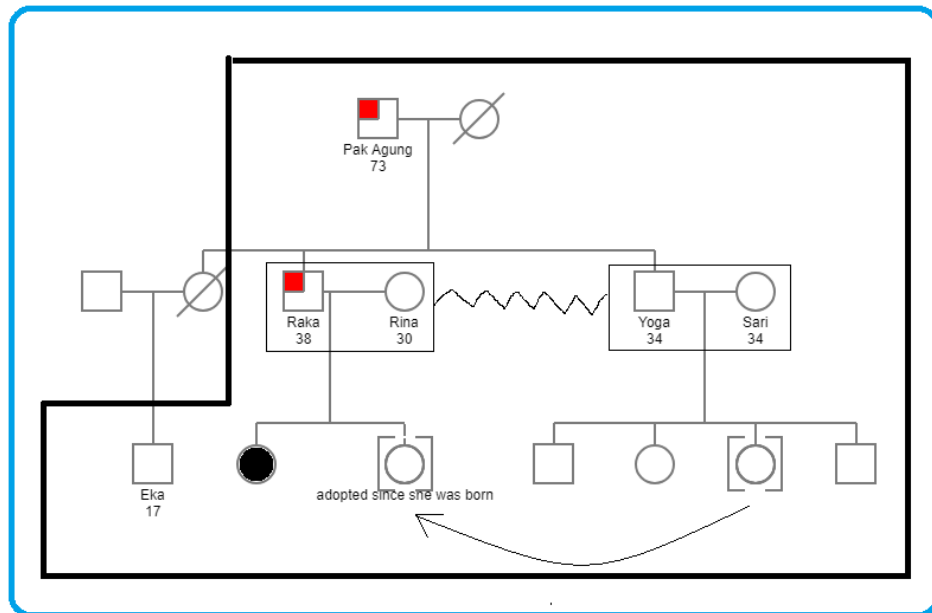 Pak Agung
73
Raka
38
Rina
30
Yoga
34
Sari
34
Eka
17
adopted since she was born